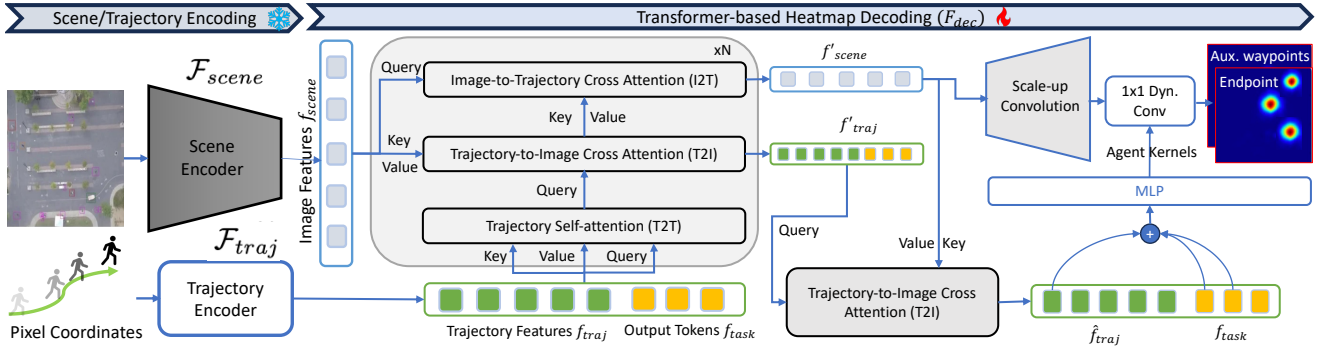 Scene/Trajectory Encoding
Transformer-based Heatmap Decoding (F_dec)
F_scene
Scene
Encoder
Image Features f_scene
xN
Query
Image-to-Trajectory Cross Attention (I2T)
Key
Value
Key
Value
Trajectory-to-Image Cross Attention (T2I)
Query
Trajectory Self-attention (T2T)
Key
Value
Query
f'_scene
f'_traj
Scale-up
Convolution
1x1 Dyn.
Conv
Aux. waypoints
Endpoint
Agent Kernels
MLP
+
Query
Value
Key
Trajectory-to-Image Cross
Attention (T2I)
F_traj
Trajectory
Encoder
Pixel Coordinates
Trajectory Features f_traj
Output Tokens f_task
f̂_traj
f_task